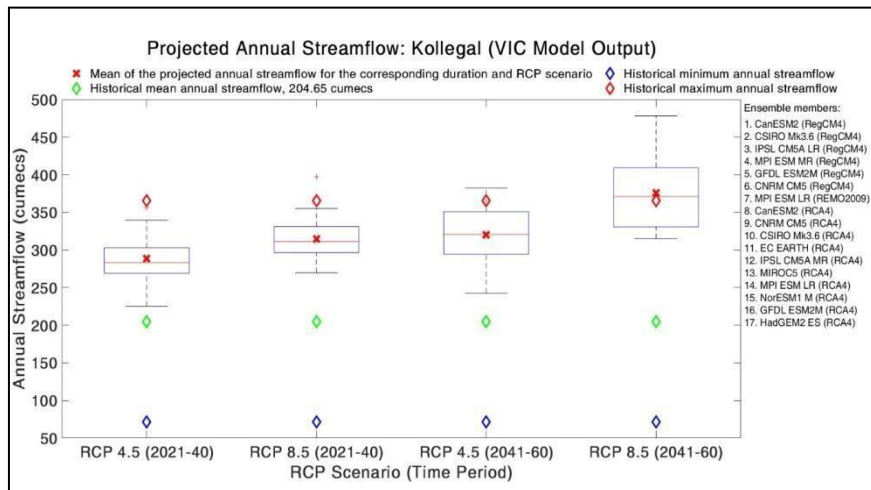 Projected Annual Streamflow: Kollegal (VIC Model Output)
Mean of the projected annual streamflow for the corresponding duration and RCP scenario
Historical minimum annual streamflow
Historical mean annual streamflow, 204.65 cumecs
Historical maximum annual streamflow
Annual Streamflow (cumecs)
500
450
400
350
300
250
200
150
100
50
RCP 4.5 (2021-40)
RCP 8.5 (2021-40)
RCP 4.5 (2041-60)
RCP 8.5 (2041-60)
RCP Scenario (Time Period)
Ensemble members:
1. CanESM2 (RegCM4)
2. CSIRO Mk3.6 (RegCM4)
3. IPSL CM5A LR (RegCM4)
4. MPI ESM MR (RegCM4)
5. GFDL ESM2M (RegCM4)
6. CNRM CM5 (RegCM4)
7. MPI ESM LR (REMO2009)
8. CanESM2 (RCA4)
9. CNRM CM5 (RCA4)
10. CSIRO Mk3.6 (RCA4)
11. EC EARTH (RCA4)
12. IPSL CM5A MR (RCA4)
13. MIROC5 (RCA4)
14. MPI ESM LR (RCA4)
15. NorESM1 M (RCA4)
16. GFDL ESM2M (RCA4)
17. HadGEM2 ES (RCA4)